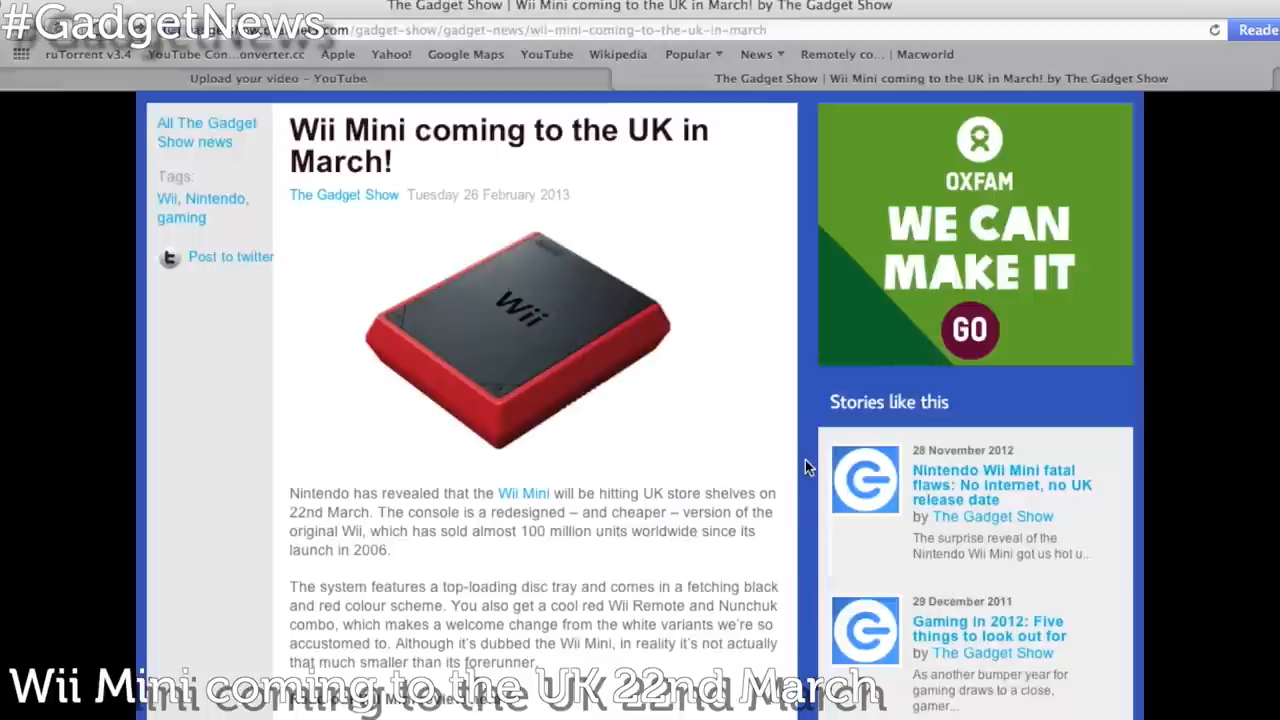 The Gadget Show | Wii Mini coming to the UK in March! by The Gadget Show
#GadgetNews
/gadget-show/gadget-news/wii-mini-coming-to-the-uk-in-march
Reade
ruTorrent v3.4 YouTube Con...onverter.cc Apple Yahoo! Google Maps YouTube Wikipedia Popular News Remotely co... | Macworld
Upload your video – YouTube
The Gadget Show | Wii Mini coming to the UK in March! by The Gadget Show
All The Gadget
Show news
Tags:
Wii, Nintendo,
gaming
Post to twitter
Wii Mini coming to the UK in
March!
The Gadget Show Tuesday 26 February 2013
Wii
Nintendo has revealed that the Wii Mini will be hitting UK store shelves on
22nd March. The console is a redesigned – and cheaper – version of the
original Wii, which has sold almost 100 million units worldwide since its
launch in 2006.
The system features a top-loading disc tray and comes in a fetching black
and red colour scheme. You also get a cool red Wii Remote and Nunchuk
combo, which makes a welcome change from the white variants we're so
accustomed to. Although it's dubbed the Wii Mini, in reality it's not actually
that much smaller than its forerunner.
OXFAM
WE CAN
MAKE IT
GO
Stories like this
28 November 2012
Nintendo Wii Mini fatal
flaws: No internet, no UK
release date
by The Gadget Show
The surprise reveal of the
Nintendo Wii Mini got us hot u...
29 December 2011
Gaming in 2012: Five
things to look out for
by The Gadget Show
As another bumper year for
gaming draws to a close,
gamer...
Wii Mini coming to the UK 22nd March